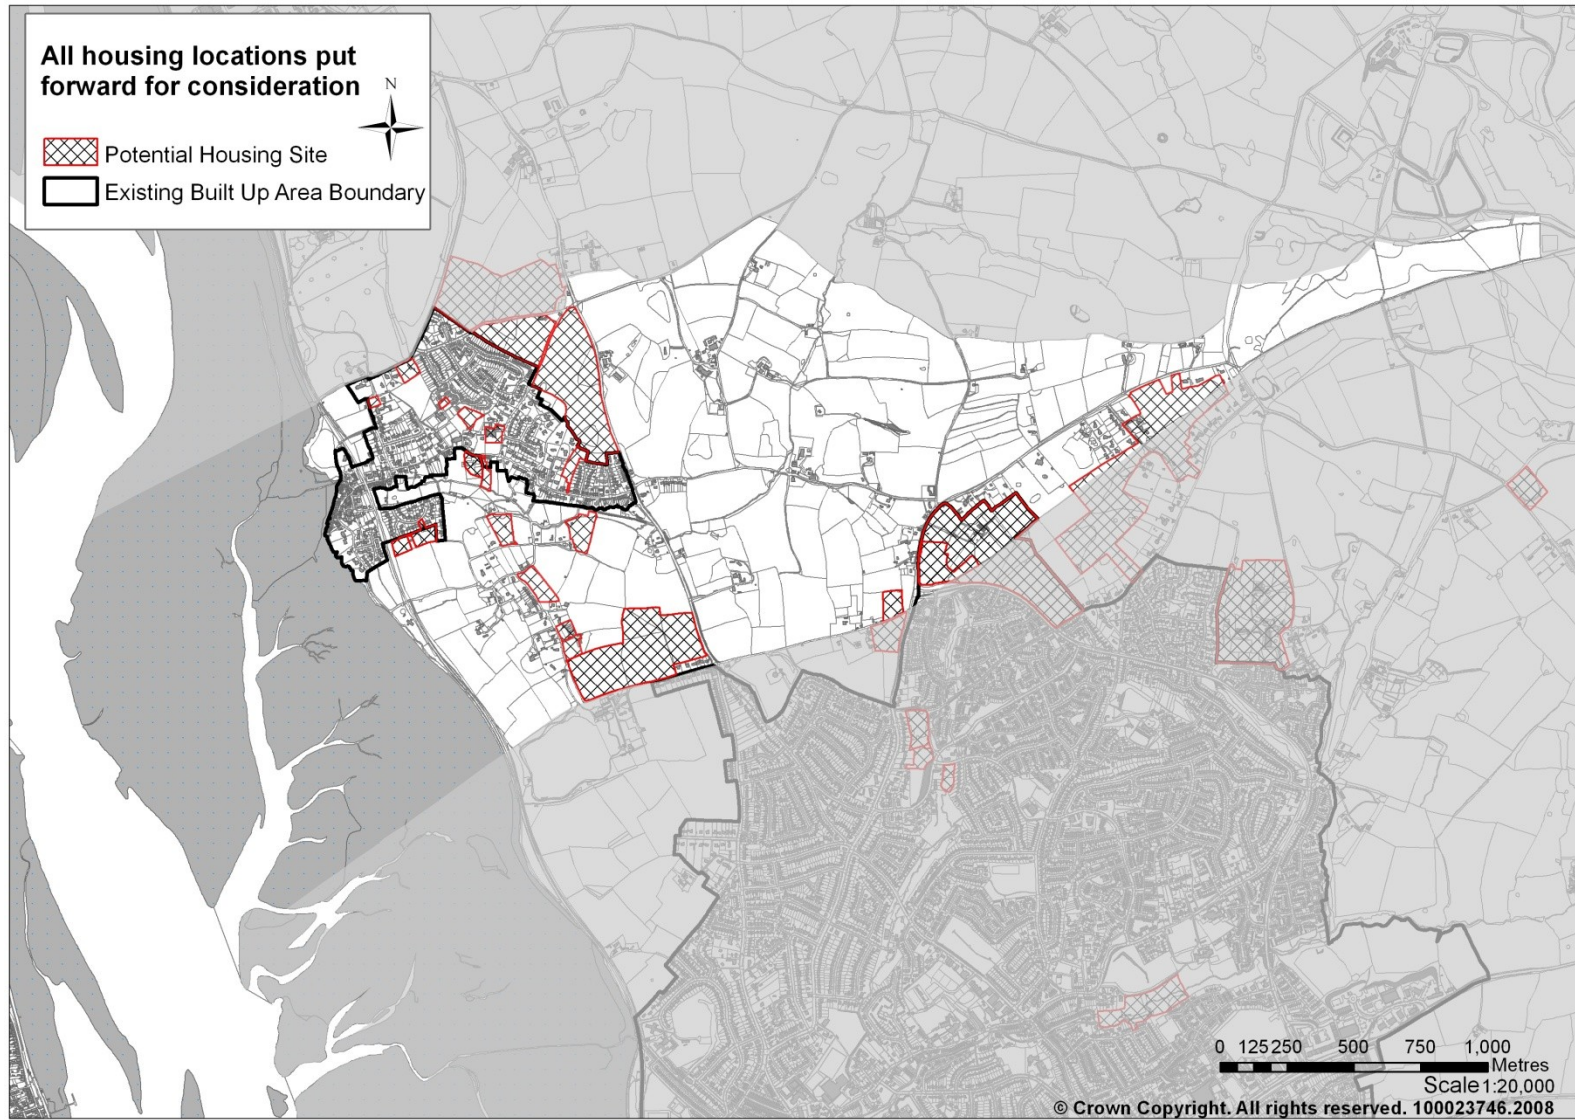 All housing locations put
forward for consideration
N
Potential Housing Site
Existing Built Up Area Boundary
0 125 250 500 750 1,000
Metres
Scale 1:20,000
© Crown Copyright. All rights reserved. 100023746.2008